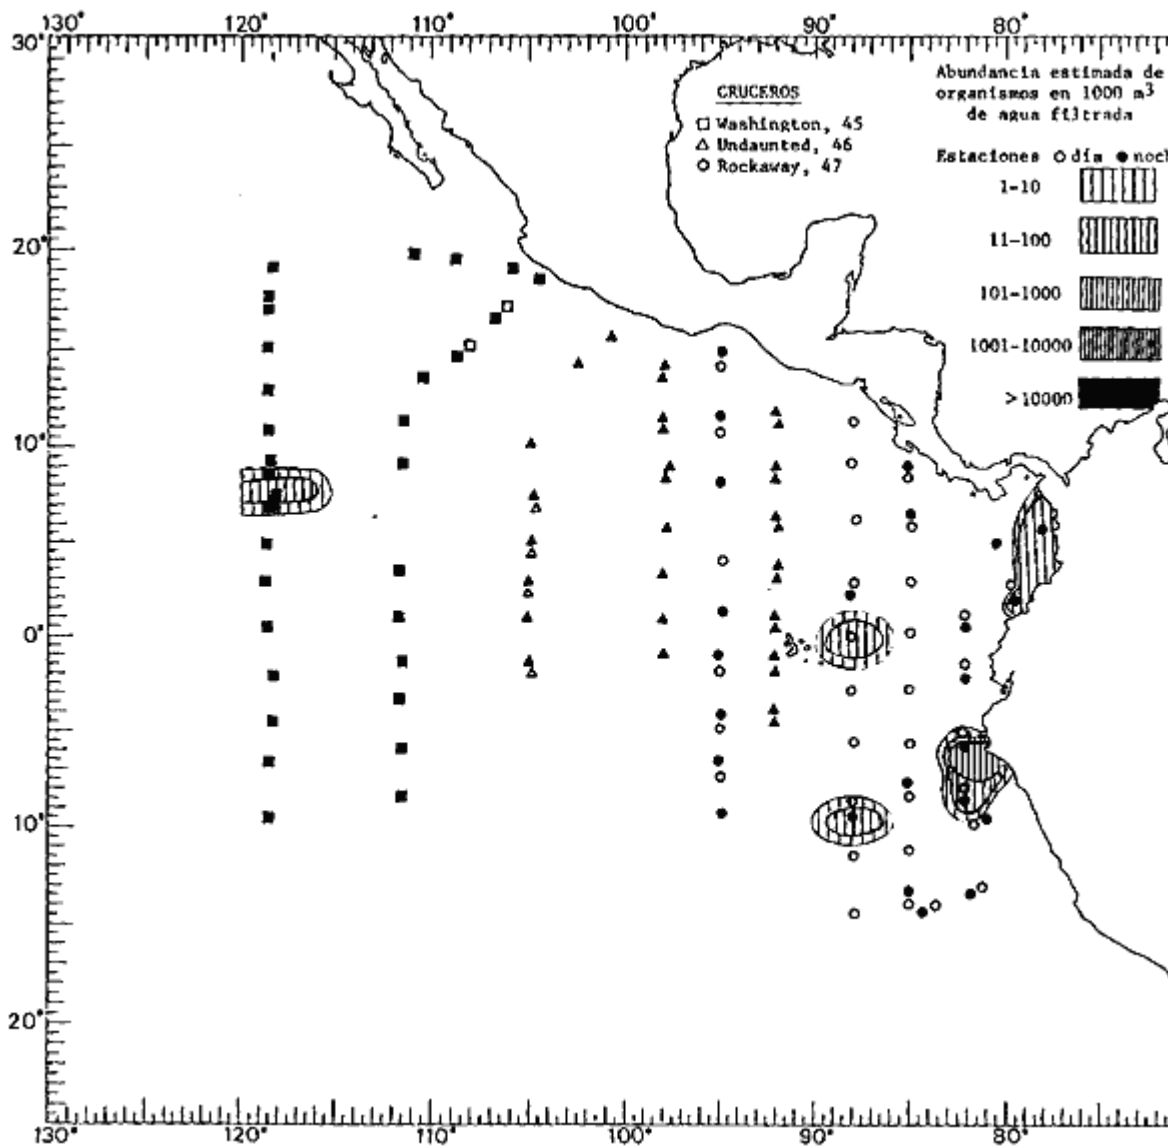 130° 120° 110° 100° 90° 80°
30°
20°
10°
0°
10°
20°
CRUCEROS
□ Washington, 45
△ Undaunted, 46
○ Rockaway, 47
Abundancia estimada de
organismos en 1000 m³
de agua filtrada
Estaciones ○ día ● noch
1-10
11-100
101-1000
1001-10000
>10000
130° 120° 110° 100° 90° 80°